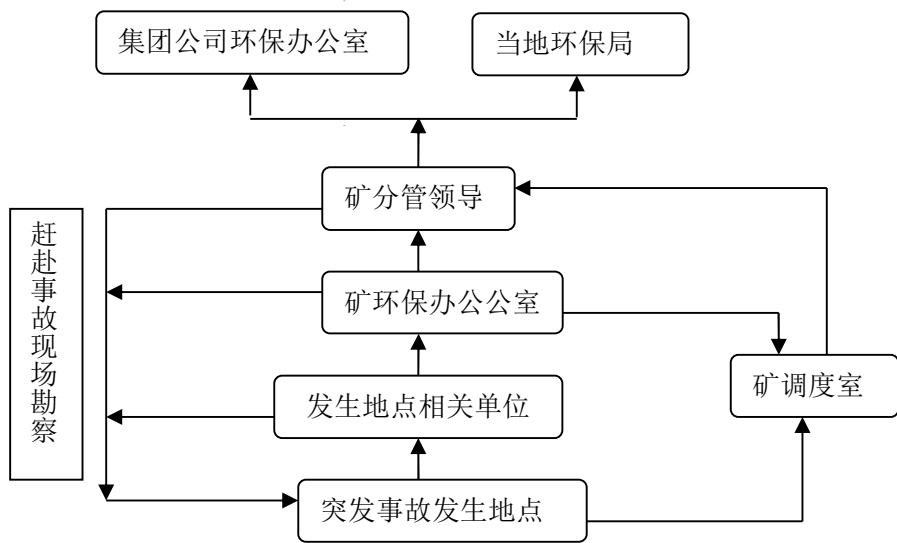 集团公司环保办公室
当地环保局
矿分管领导
赶赴事故现场勘察
矿环保办公公室
矿调度室
发生地点相关单位
突发事故发生地点